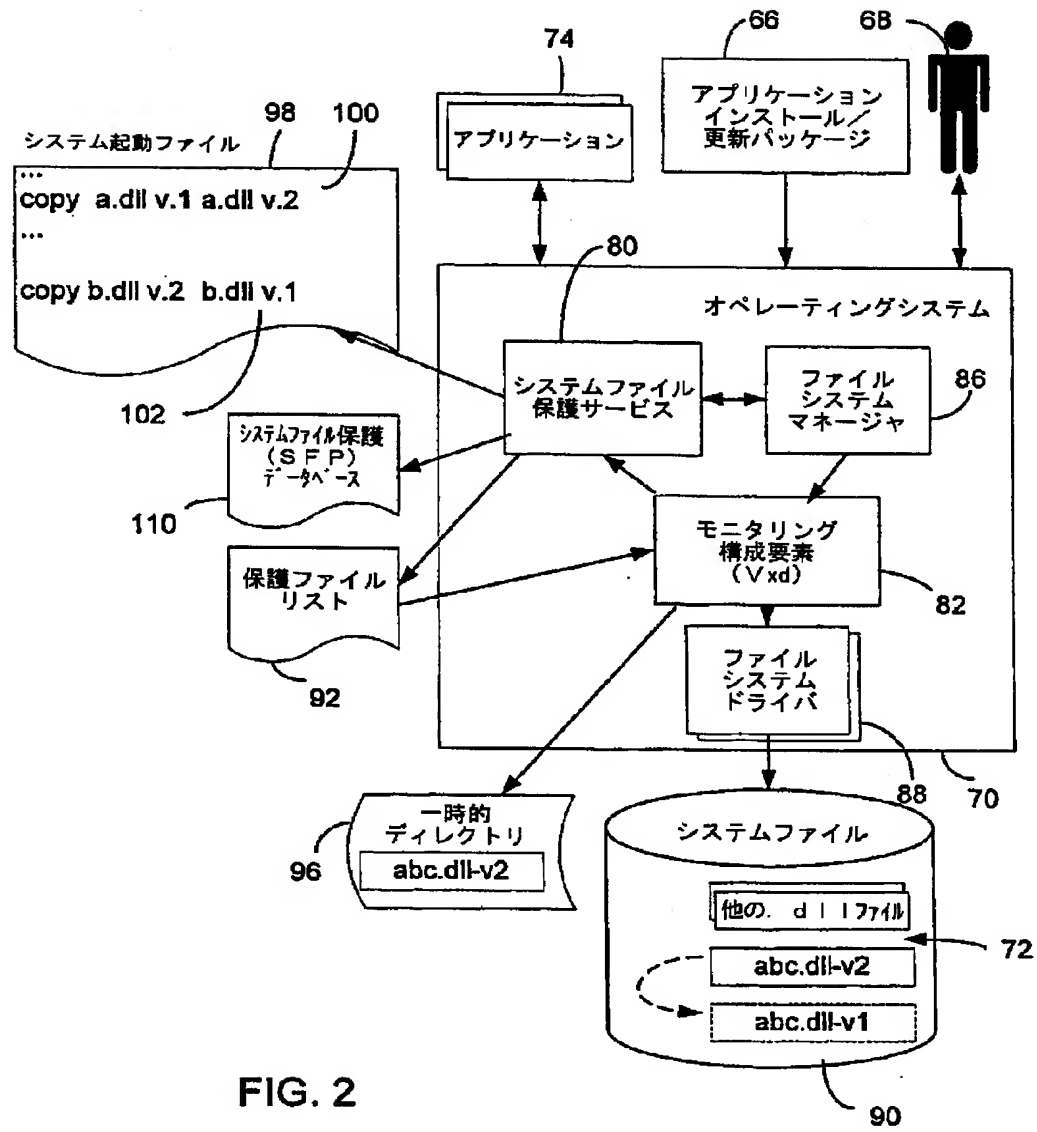 74
66
68
アプリケーション
アプリケーション
インストール／
更新パッケージ
システム起動ファイル
98
100
...
copy a.dll v.1 a.dll v.2
...
copy b.dll v.2 b.dll v.1
102
80
オペレーティングシステム
システムファイル
保護サービス
ファイル
システム
マネージャ
86
システムファイル保護
(ＳＦＰ)
データベース
110
モニタリング
構成要素
(Vxd)
82
保護ファイル
リスト
92
ファイル
システム
ドライバ
88
70
一時的
ディレクトリ
abc.dll-v2
96
システムファイル
他の．ｄｌｌファイル
72
abc.dll-v2
abc.dll-v1
90
FIG. 2